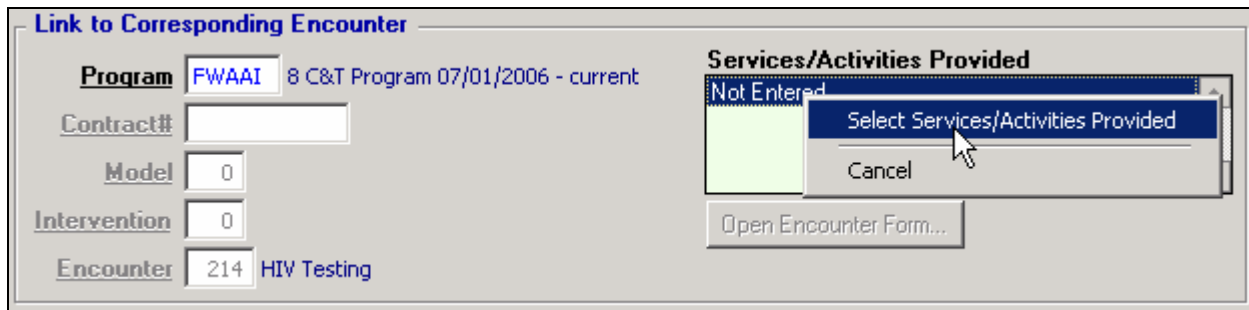 Link to Corresponding Encounter
Program FWAAI 8 C&T Program 07/01/2006 - current
Contract#
Model 0
Intervention 0
Encounter 214 HIV Testing
Services/Activities Provided
Not Entered
Select Services/Activities Provided
Cancel
Open Encounter Form...